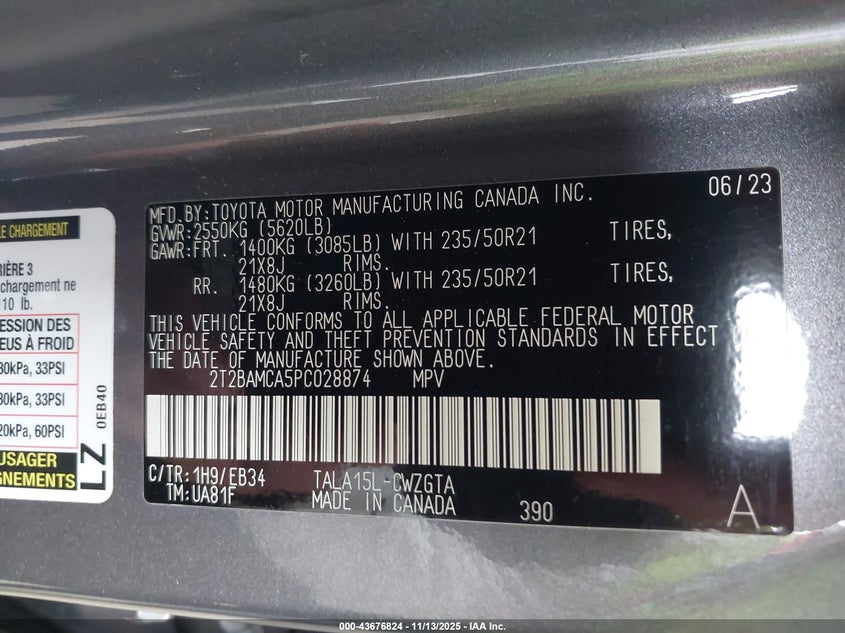 LE CHARGEMENT
RIÈRE 3
chargement ne
110 lb.
ESSION DES
EUS À FROID
30kPa, 33PSI
30kPa, 33PSI
20kPa, 60PSI
USAGER
GNEMENTS
LZ
0EB40
06/23
MFD.BY:TOYOTA MOTOR MANUFACTURING CANADA INC.
GVWR:2550KG (5620LB)
GAWR:FRT. 1400KG (3085LB) WITH 235/50R21 TIRES,
21X8J RIMS.
RR. 1480KG (3260LB) WITH 235/50R21 TIRES,
21X8J RIMS.
THIS VEHICLE CONFORMS TO ALL APPLICABLE FEDERAL MOTOR
VEHICLE SAFETY AND THEFT PREVENTION STANDARDS IN EFFECT ON
THE DATE OF MANUFACTURE SHOWN ABOVE.
2T2BAMCA5PC028874 MPV
C/TR:1H9/EB34 TALA15L-CWZGTA
TM:UA81F MADE IN CANADA 390 A
000-43676824 - 11/13/2025 - IAA Inc.